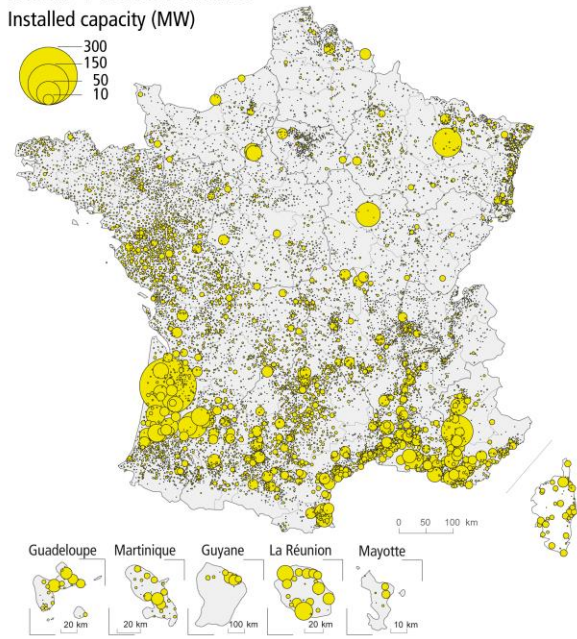 Installed capacity (MW)
300
150
50
10
0 50 100 km
Guadeloupe Martinique Guyane La Réunion Mayotte
20 km 20 km 100 km 20 km 10 km